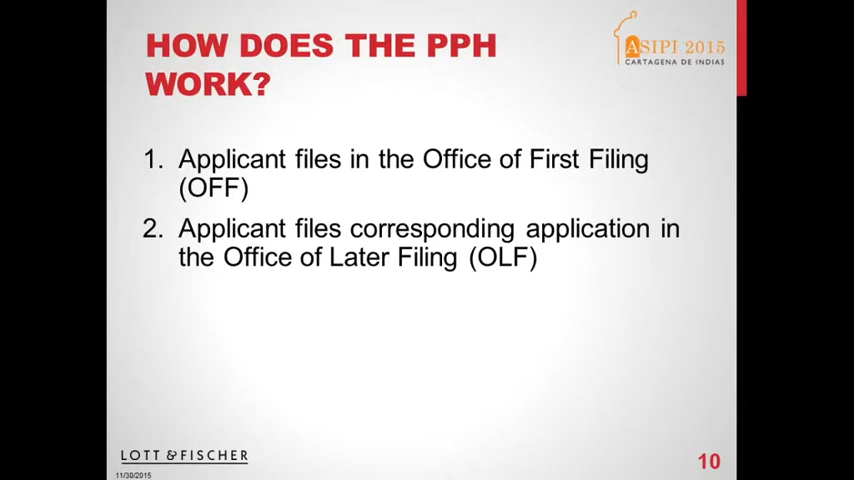 HOW DOES THE PPH
WORK?
ASIPI 2015
CARTAGENA DE INDIAS
1. Applicant files in the Office of First Filing
(OFF)
2. Applicant files corresponding application in
the Office of Later Filing (OLF)
LOTT & FISCHER
11/30/2015
10